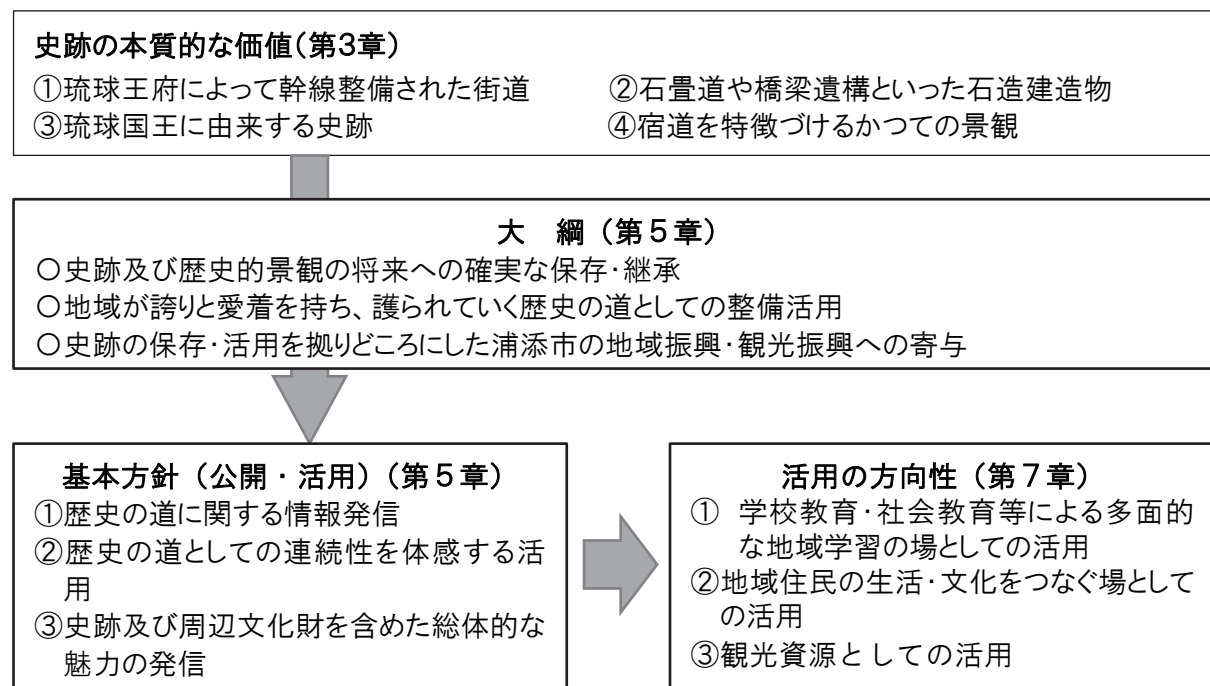 史跡の本質的な価値(第3章)
①琉球王府によって幹線整備された街道 ②石畳道や橋梁遺構といった石造建造物
③琉球国王に由来する史跡 ④宿道を特徴づけるかつての景観
大 綱(第5章)
〇史跡及び歴史的景観の将来への確実な保存・継承
〇地域が誇りと愛着を持ち、護られていく歴史の道としての整備活用
〇史跡の保存・活用を拠りどころにした浦添市の地域振興・観光振興への寄与
基本方針(公開・活用)(第5章)
①歴史の道に関する情報発信
②歴史の道としての連続性を体感する活
用
③史跡及び周辺文化財を含めた総体的な
魅力の発信
活用の方向性(第7章)
① 学校教育・社会教育等による多面的
な地域学習の場としての活用
②地域住民の生活・文化をつなぐ場として
の活用
③観光資源としての活用